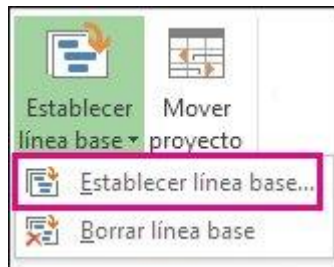 Establecer
línea base
Mover
proyecto
Establecer línea base...
Borrar línea base